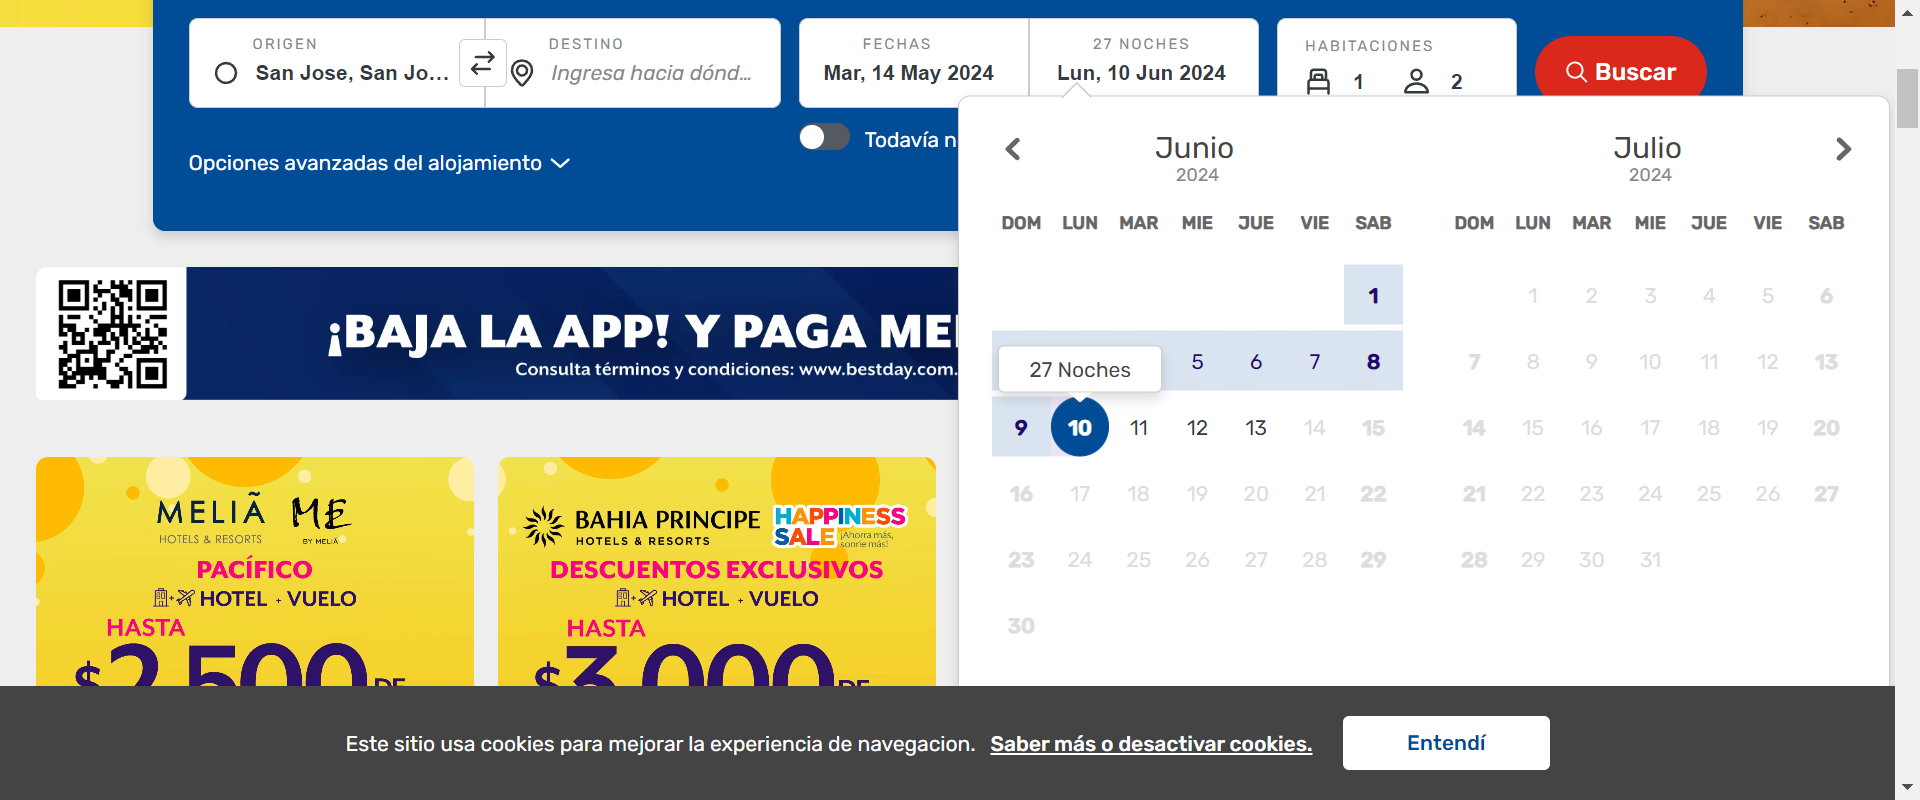 ORIGEN
San Jose, San Jo...
DESTINO
Ingresa hacia dónd...
FECHAS
Mar, 14 May 2024
27 NOCHES
Lun, 10 Jun 2024
HABITACIONES
1 2
Buscar
Opciones avanzadas del alojamiento
Todavía n
Junio
2024
DOM LUN MAR MIE JUE VIE SAB
1
5 6 7 8
27 Noches
9 10 11 12 13 14 15
16 17 18 19 20 21 22
23 24 25 26 27 28 29
30
Julio
2024
DOM LUN MAR MIE JUE VIE SAB
1 2 3 4 5 6
7 8 9 10 11 12 13
14 15 16 17 18 19 20
21 22 23 24 25 26 27
28 29 30 31
¡BAJA LA APP! Y PAGA ME
Consulta términos y condiciones: www.bestday.com.
MELIÃ ME
HOTELS & RESORTS BY MELIÃ
PACÍFICO
+ HOTEL + VUELO
HASTA
$2,500 DE
BAHIA PRINCIPE
HOTELS & RESORTS
HAPPINESS
SALE ¡Ahorra más,
sonríe más!
DESCUENTOS EXCLUSIVOS
+ HOTEL + VUELO
HASTA
$3,000 DE
Este sitio usa cookies para mejorar la experiencia de navegacion. Saber más o desactivar cookies.
Entendí